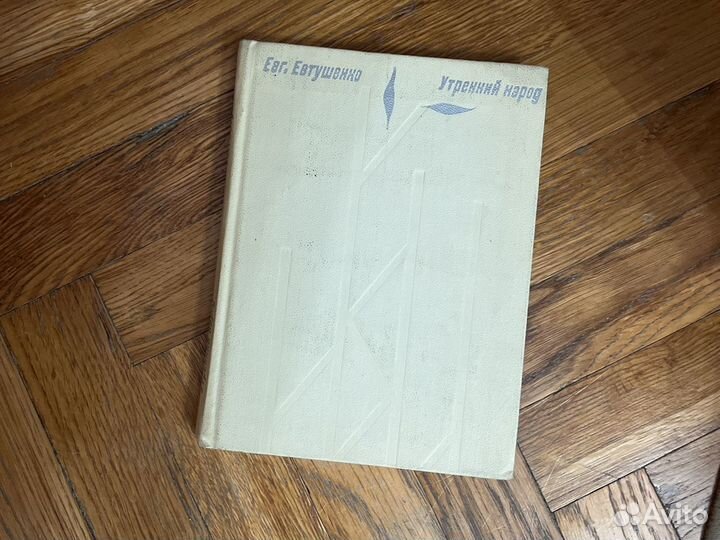 Евг. Евтушенко
Утренний народ
Avito